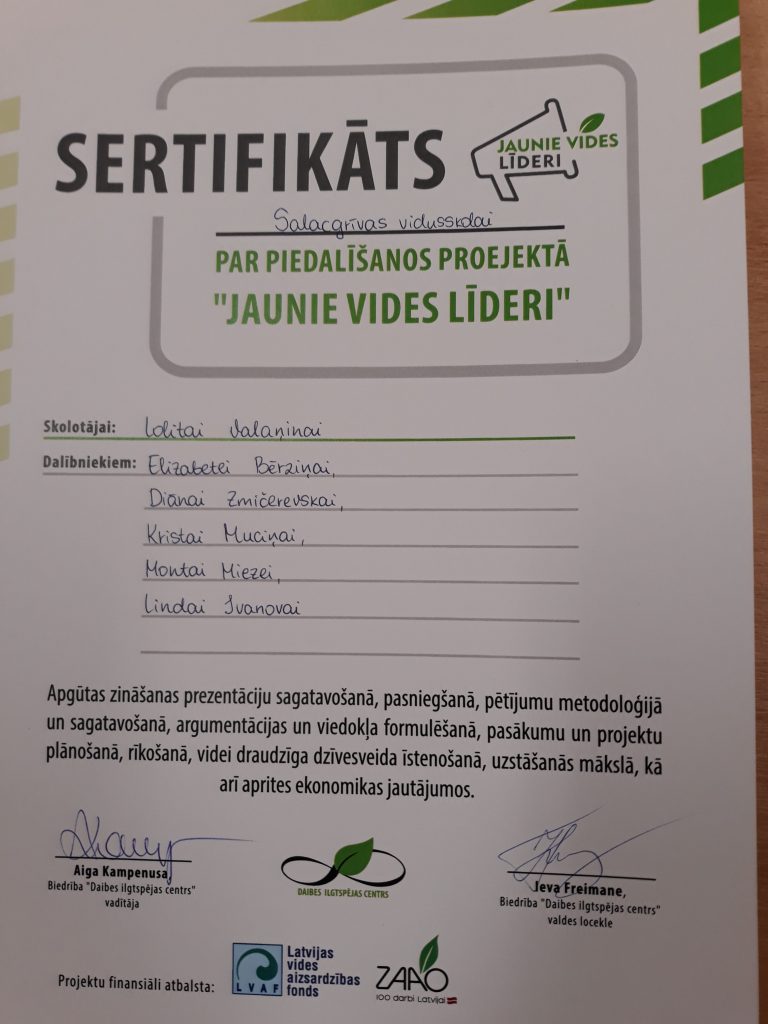 SERTIFIKĀTS
JAUNIE VIDES
LĪDERI
Salacgrīvas vidusskolai
PAR PIEDALĪŠANOS PROEJEKTĀ
"JAUNIE VIDES LĪDERI"
Skolotājai: Lolitai Valaņinai
Dalībniekiem: Elizabetei Bērziņai,
Diānai Zmičerevskai,
Kristai Muciņai,
Montai Miezei,
Lindai Ivanovai
Apgūtas zināšanas prezentāciju sagatavošanā, pasniegšanā, pētījumu metodoloģijā
un sagatavošanā, argumentācijas un viedokļa formulēšanā, pasākumu un projektu
plānošanā, rīkošanā, videi draudzīga dzīvesveida īstenošanā, uzstāšanās mākslā, kā
arī aprites ekonomikas jautājumos.
Aiga Kampenusa,
Biedrība "Daibes ilgtspējas centrs"
vadītāja
DAIBES ILGTSPĒJAS CENTRS
Ieva Freimane,
Biedrība "Daibes ilgtspējas centrs"
valdes locekle
Projektu finansiāli atbalsta:
LVAF
Latvijas
vides
aizsardzības
fonds
ZAAO
100 darbi Latvijai